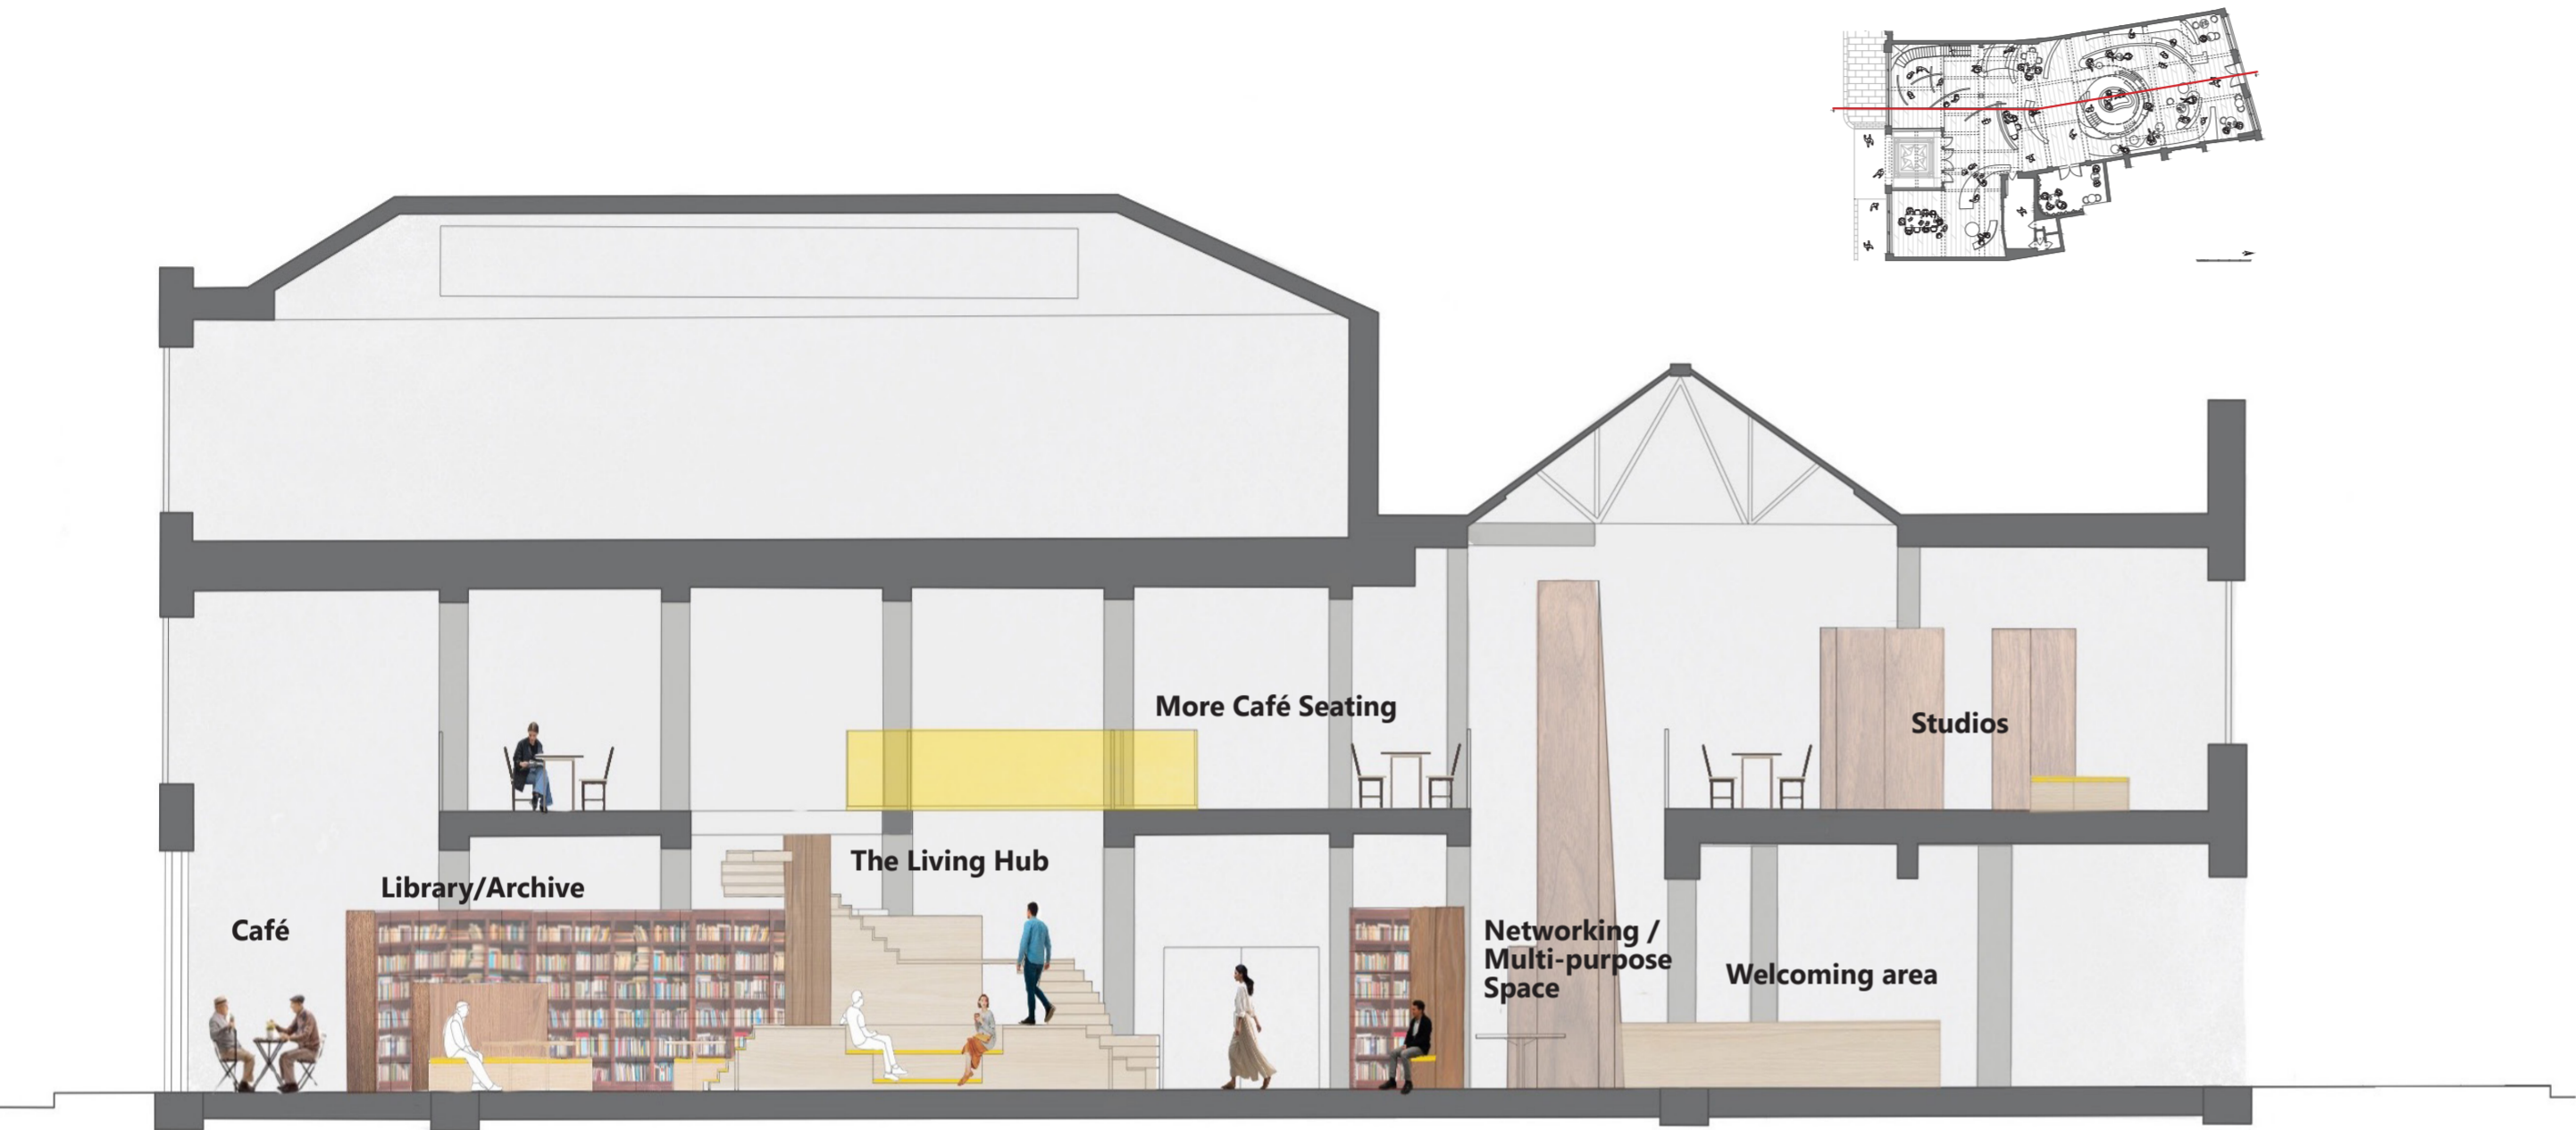 More Café Seating
Studios
The Living Hub
Library/Archive
Café
Networking /
Multi-purpose
Space
Welcoming area